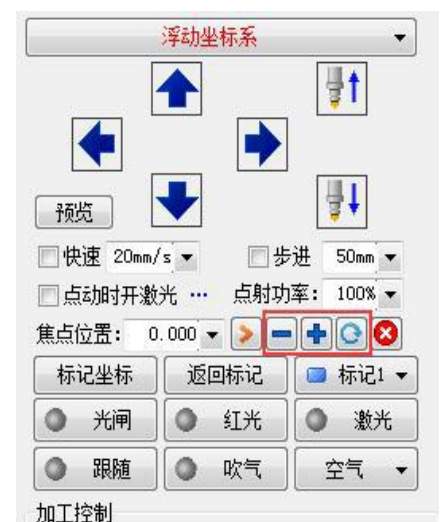 浮动坐标系
预览
快速 20mm/s 步进 50mm
点动时开激光 ··· 点射功率: 100%
焦点位置: 0.000
标记坐标 返回标记 标记1
光闸 红光 激光
跟随 吹气 空气
加工控制